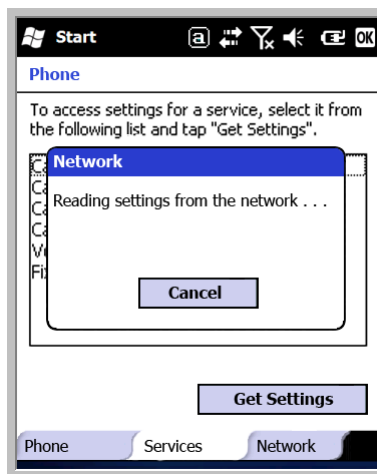 Start
a
OK
Phone
To access settings for a service, select it from
the following list and tap "Get Settings".
Network
Reading settings from the network . . .
Cancel
Get Settings
Phone Services Network